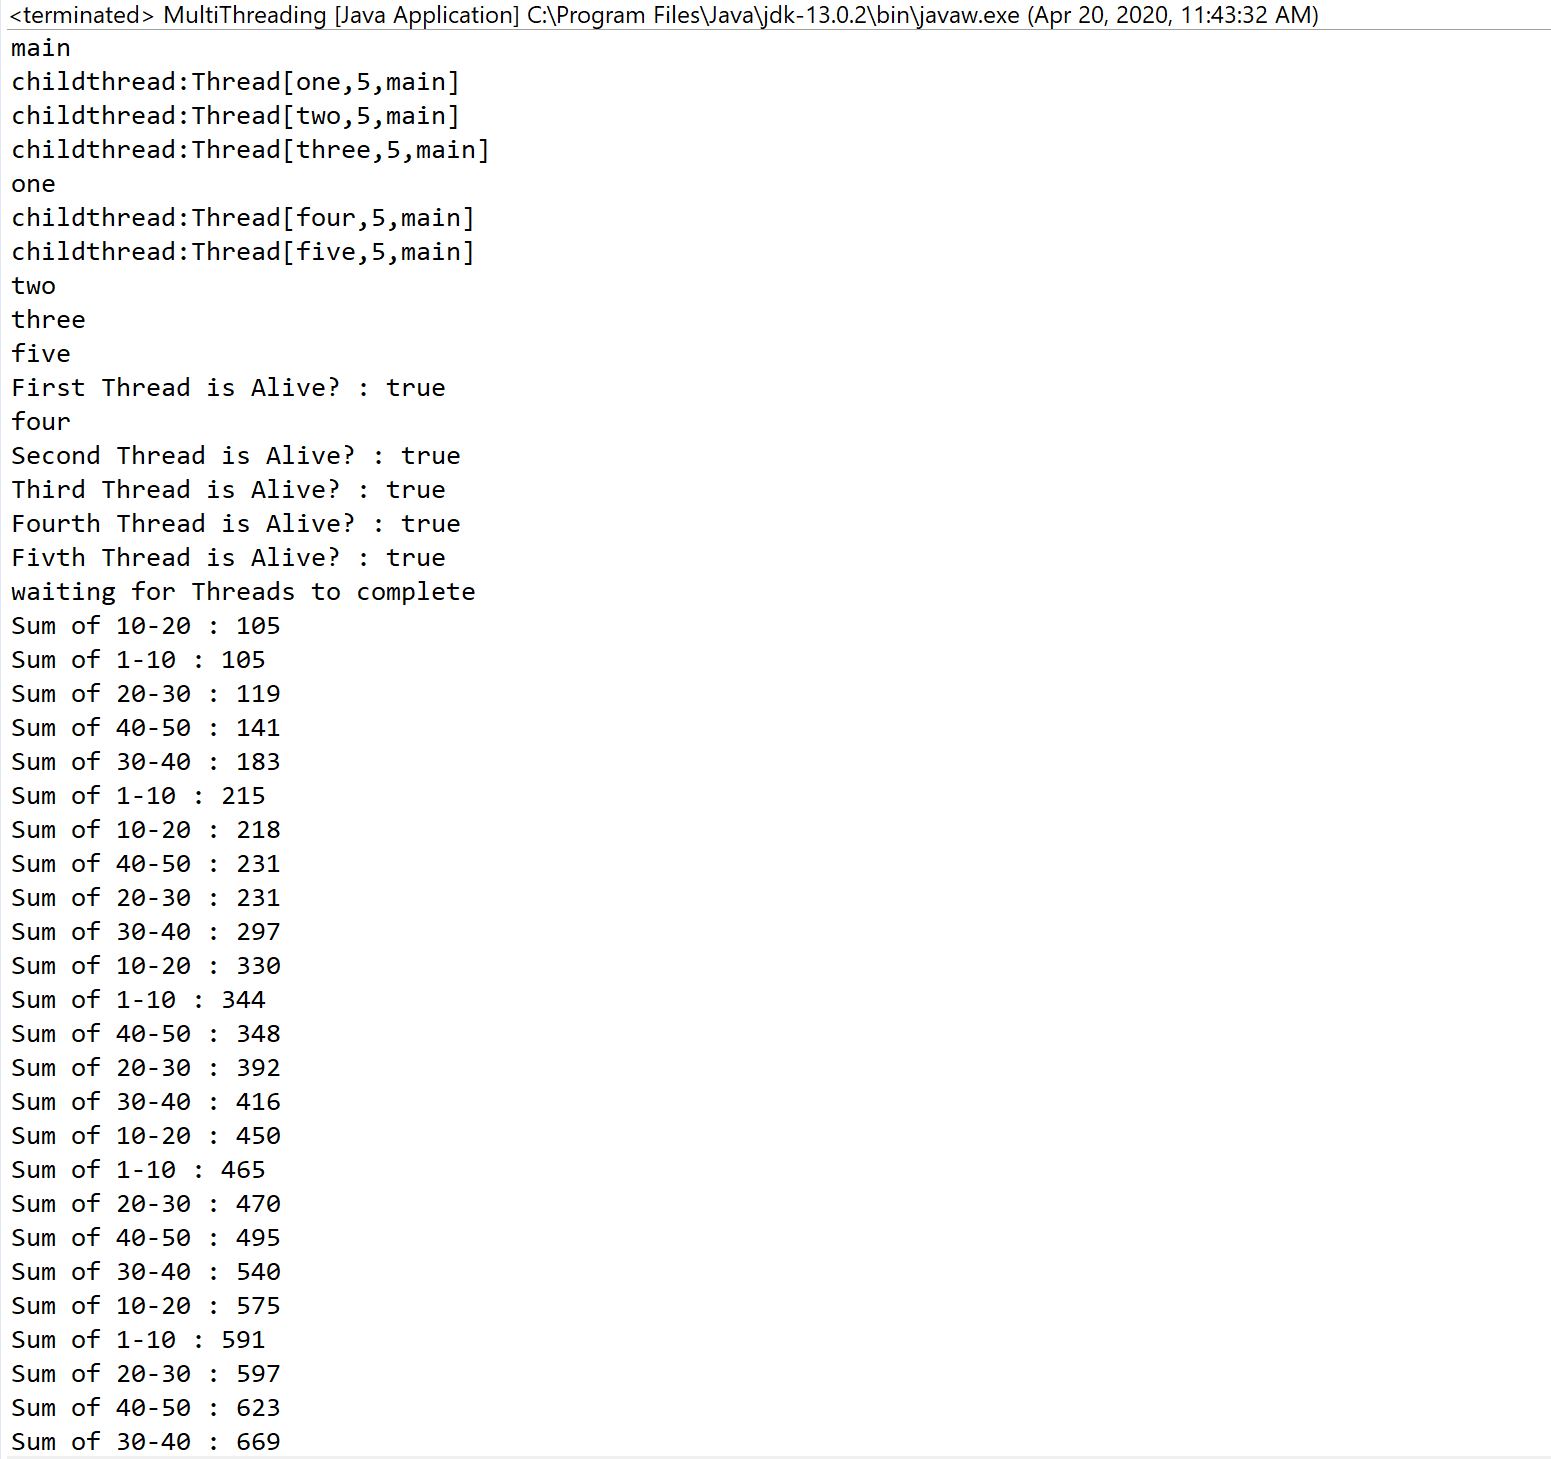 <terminated> MultiThreading [Java Application] C:\Program Files\Java\jdk-13.0.2\bin\javaw.exe (Apr 20, 2020, 11:43:32 AM)
main
childthread:Thread[one,5,main]
childthread:Thread[two,5,main]
childthread:Thread[three,5,main]
one
childthread:Thread[four,5,main]
childthread:Thread[five,5,main]
two
three
five
First Thread is Alive? : true
four
Second Thread is Alive? : true
Third Thread is Alive? : true
Fourth Thread is Alive? : true
Fivth Thread is Alive? : true
waiting for Threads to complete
Sum of 10-20 : 105
Sum of 1-10 : 105
Sum of 20-30 : 119
Sum of 40-50 : 141
Sum of 30-40 : 183
Sum of 1-10 : 215
Sum of 10-20 : 218
Sum of 40-50 : 231
Sum of 20-30 : 231
Sum of 30-40 : 297
Sum of 10-20 : 330
Sum of 1-10 : 344
Sum of 40-50 : 348
Sum of 20-30 : 392
Sum of 30-40 : 416
Sum of 10-20 : 450
Sum of 1-10 : 465
Sum of 20-30 : 470
Sum of 40-50 : 495
Sum of 30-40 : 540
Sum of 10-20 : 575
Sum of 1-10 : 591
Sum of 20-30 : 597
Sum of 40-50 : 623
Sum of 30-40 : 669